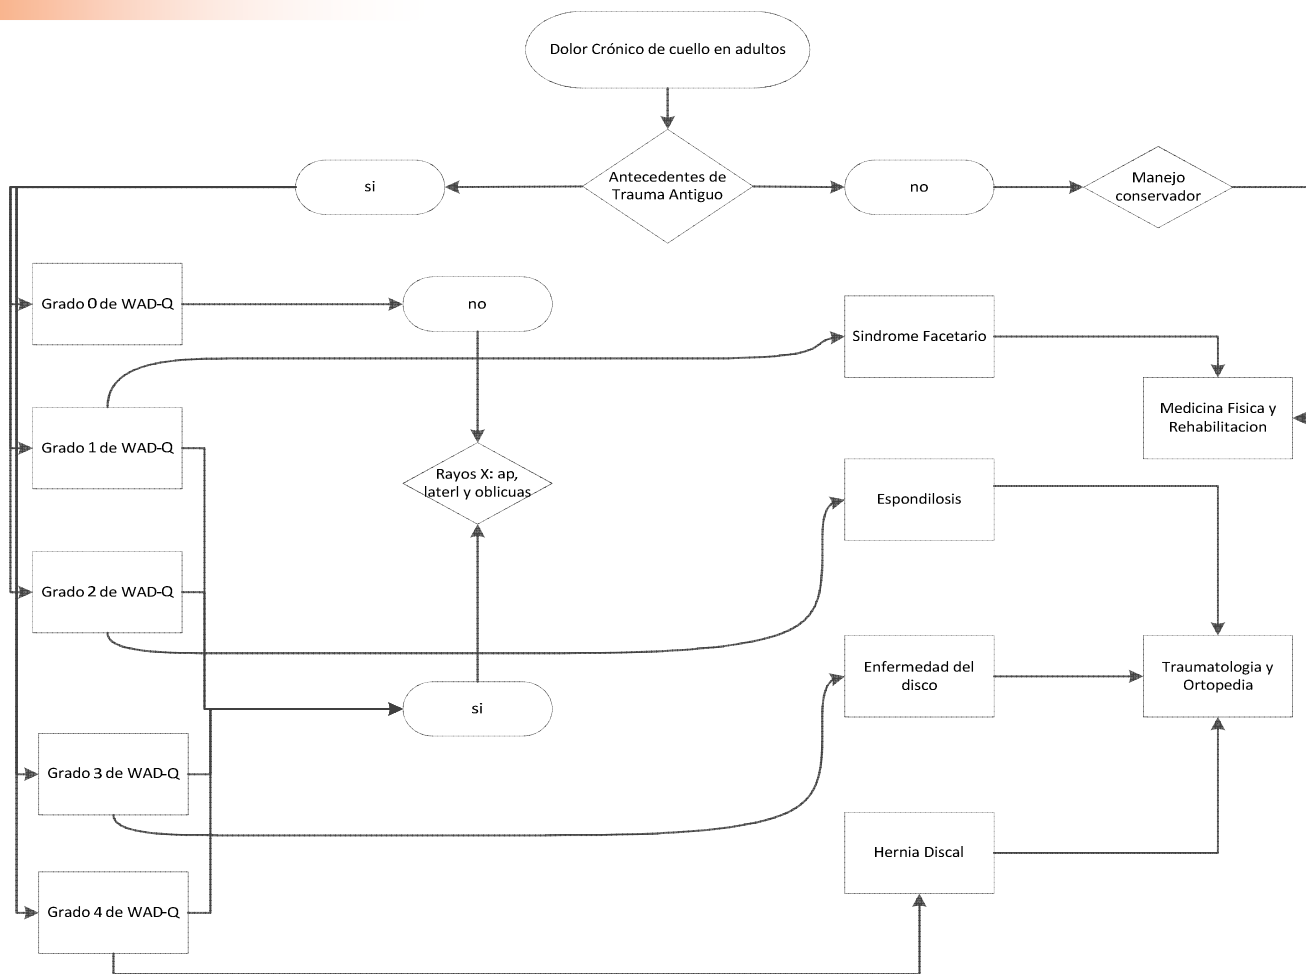 Dolor Crónico de cuello en adultos
si
Antecedentes de
Trauma Antiguo
no
Manejo
conservador
Grado 0 de WAD-Q
no
Sindrome Facetario
Grado 1 de WAD-Q
Medicina Fisica y
Rehabilitacion
Rayos X: ap,
laterl y oblicuas
Espondilosis
Grado 2 de WAD-Q
Enfermedad del
disco
Traumatologia y
Ortopedia
si
Grado 3 de WAD-Q
Hernia Discal
Grado 4 de WAD-Q